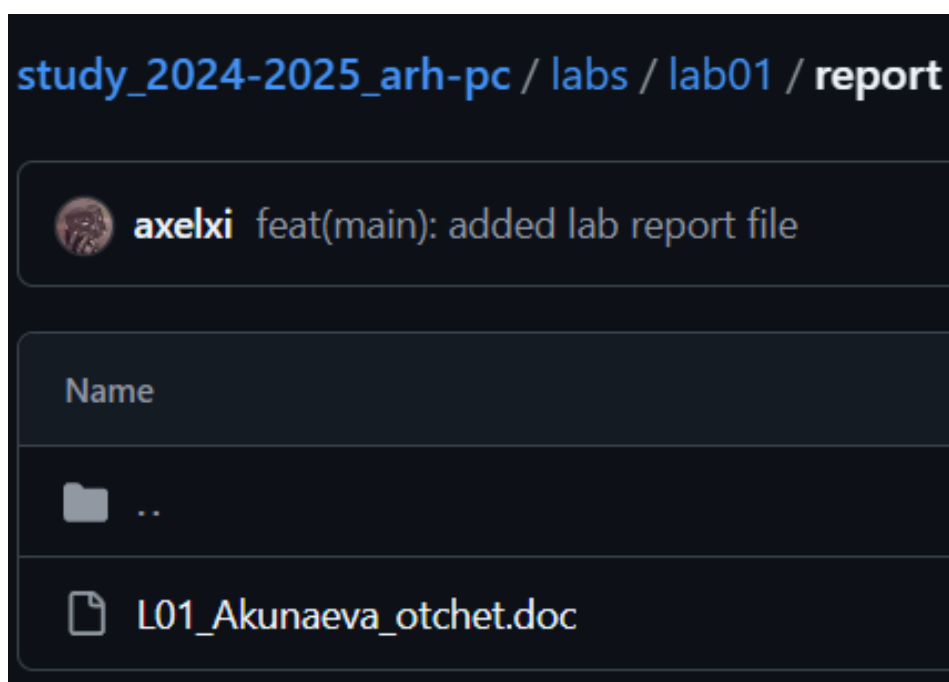 study_2024-2025_arh-pc / labs / lab01 / report
axelxi feat(main): added lab report file
Name
..
L01_Akunaeva_otchet.doc